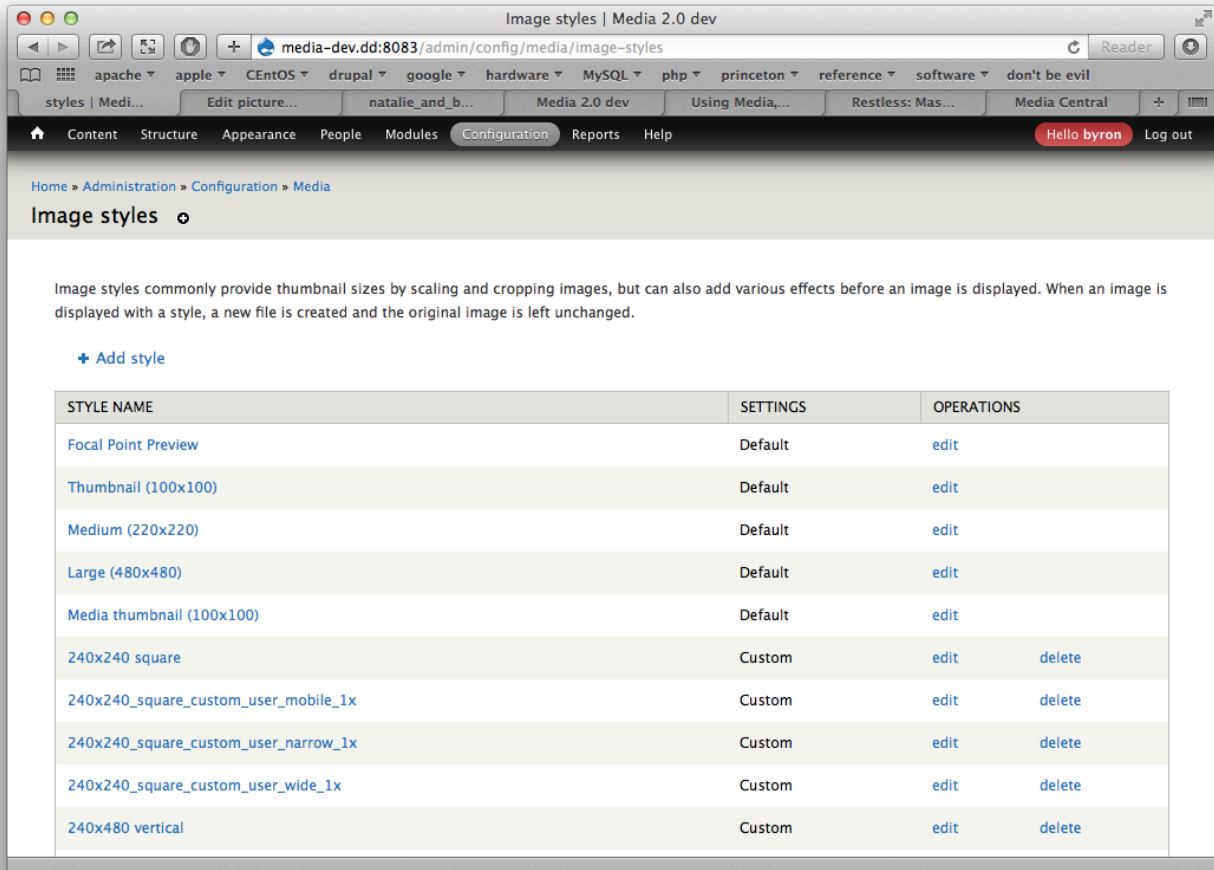 Image styles | Media 2.0 dev
media-dev.dd:8083/admin/config/media/image-styles Reader
apache apple CEntOS drupal google hardware MySQL php princeton reference software don't be evil
styles | Medi... Edit picture... natalie_and_b... Media 2.0 dev Using Media,... Restless: Mas... Media Central
Content Structure Appearance People Modules Configuration Reports Help Hello byron Log out
Home » Administration » Configuration » Media
Image styles
Image styles commonly provide thumbnail sizes by scaling and cropping images, but can also add various effects before an image is displayed. When an image is
displayed with a style, a new file is created and the original image is left unchanged.
+ Add style
STYLE NAME SETTINGS OPERATIONS
Focal Point Preview Default edit
Thumbnail (100x100) Default edit
Medium (220x220) Default edit
Large (480x480) Default edit
Media thumbnail (100x100) Default edit
240x240 square Custom edit delete
240x240_square_custom_user_mobile_1x Custom edit delete
240x240_square_custom_user_narrow_1x Custom edit delete
240x240_square_custom_user_wide_1x Custom edit delete
240x480 vertical Custom edit delete